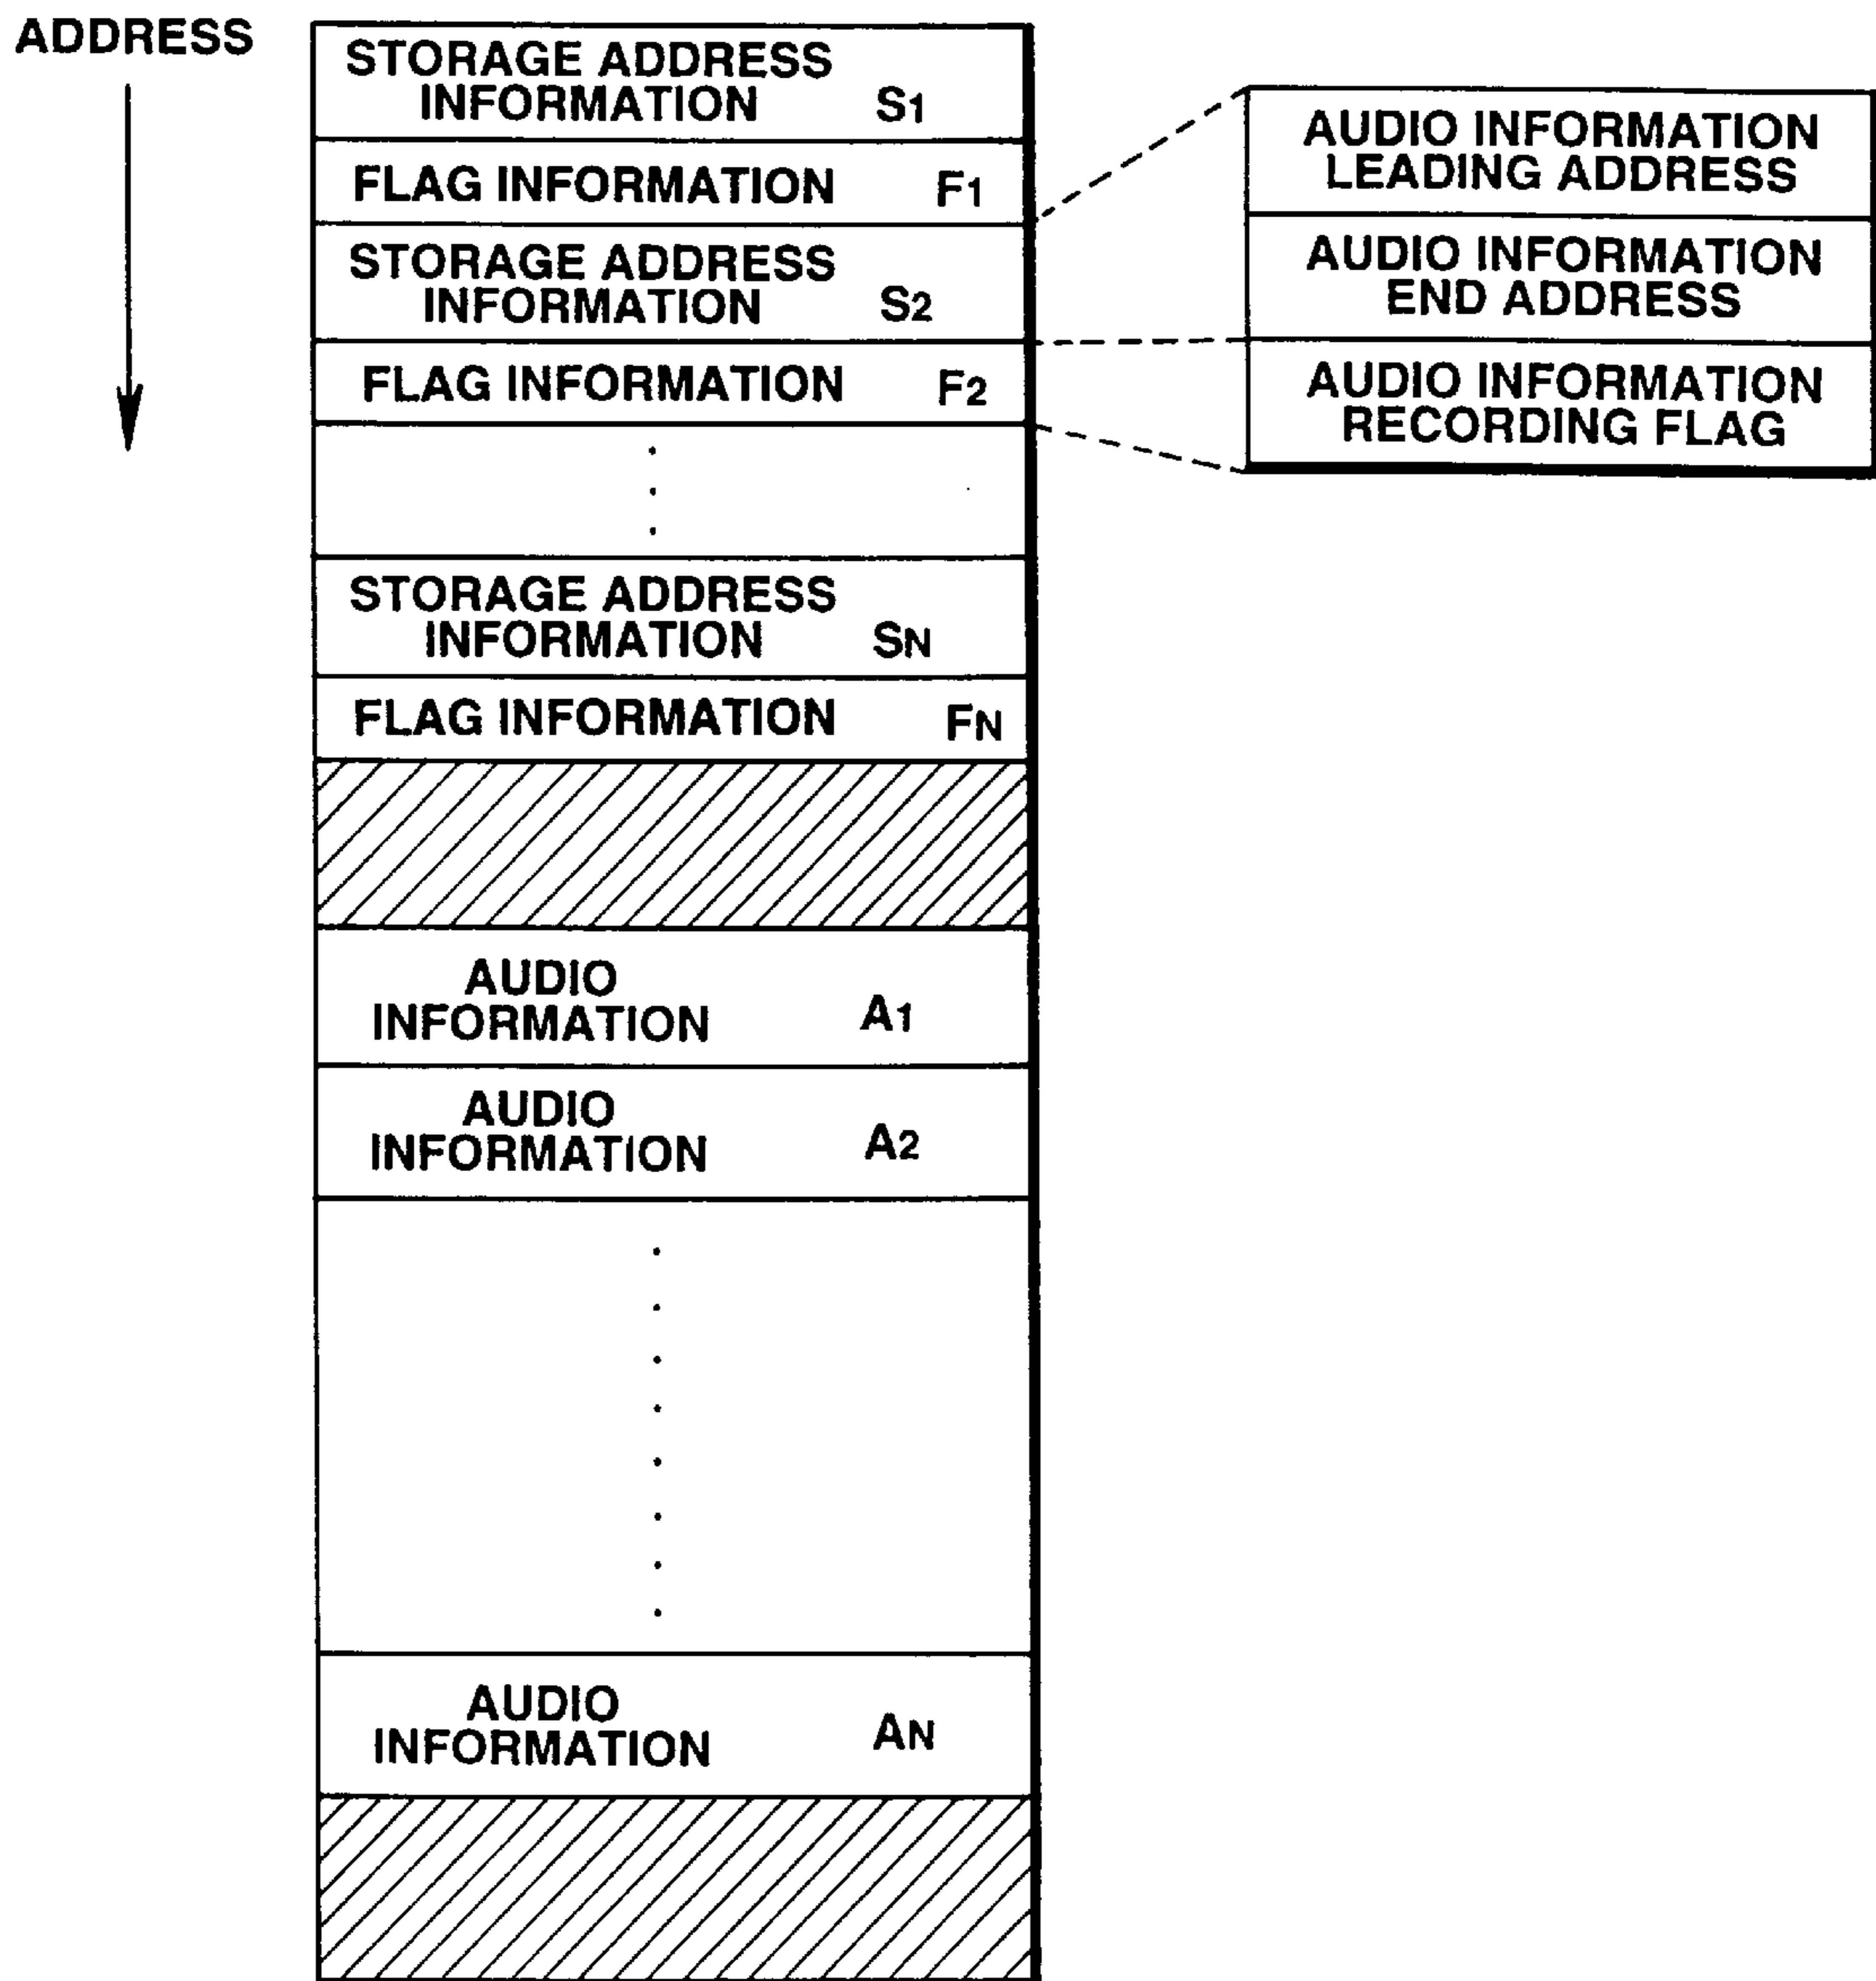 ADDRESS
STORAGE ADDRESS
INFORMATION S1
FLAG INFORMATION F1
STORAGE ADDRESS
INFORMATION S2
FLAG INFORMATION F2
STORAGE ADDRESS
INFORMATION SN
FLAG INFORMATION FN
AUDIO
INFORMATION A1
AUDIO
INFORMATION A2
AUDIO
INFORMATION AN
AUDIO INFORMATION
LEADING ADDRESS
AUDIO INFORMATION
END ADDRESS
AUDIO INFORMATION
RECORDING FLAG